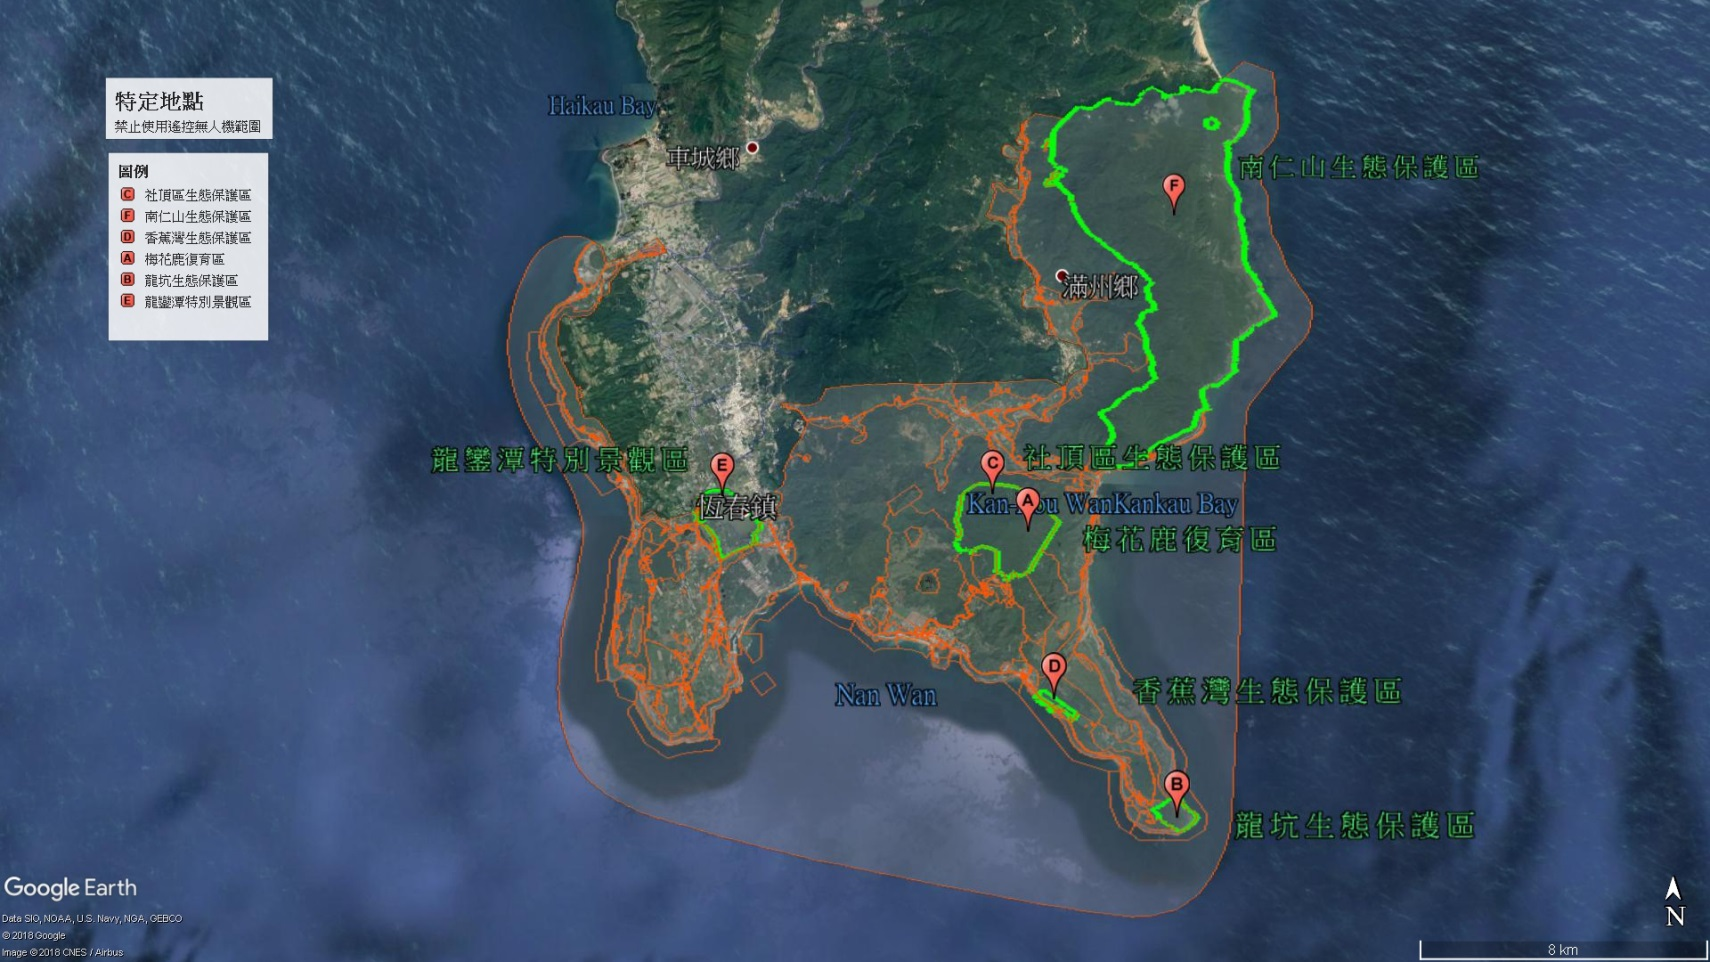 特定地點
禁止使用遙控無人機範圍
圖例
C 社頂區生態保護區
F 南仁山生態保護區
D 香蕉灣生態保護區
A 梅花鹿復育區
B 龍坑生態保護區
E 龍鑾潭特別景觀區
Haikau Bay
車城鄉
南仁山生態保護區
F
滿州鄉
龍鑾潭特別景觀區
E
C
社頂區生態保護區
恆春鎮
A
WanKankau Bay
梅花鹿復育區
D
香蕉灣生態保護區
Nan Wan
B
龍坑生態保護區
Google Earth
Data SIO, NOAA, U.S. Navy, NGA, GEBCO
© 2018 Google
Image © 2018 CNES / Airbus
N
8 km